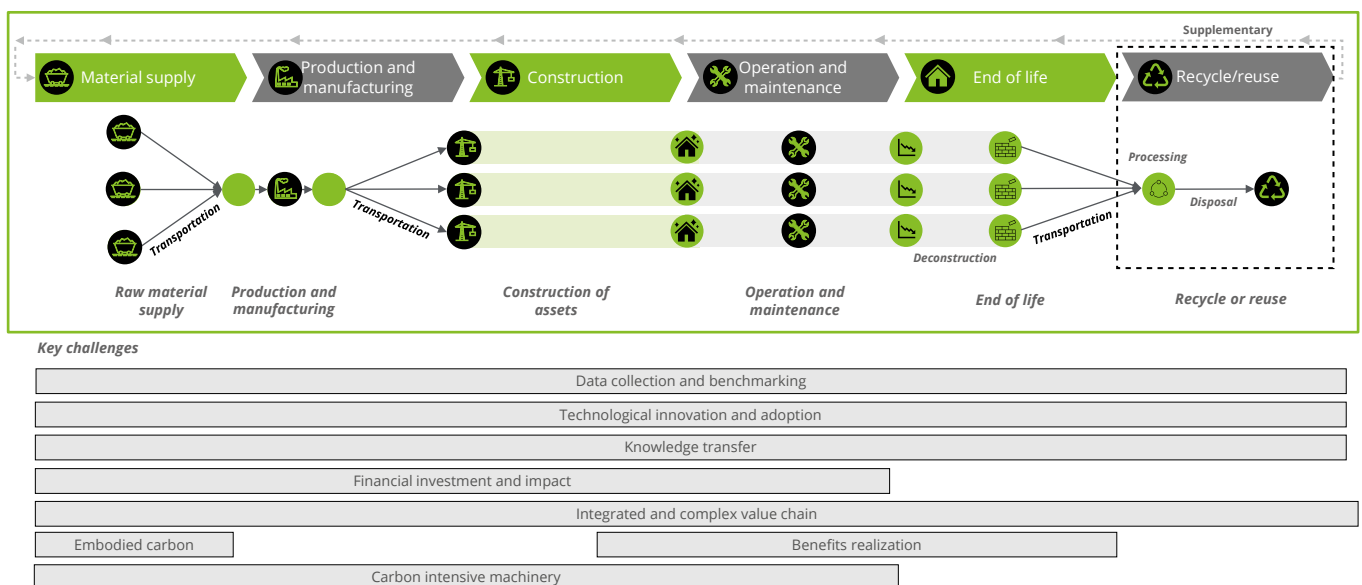 Supplementary
Material supply
Production and
manufacturing
Construction
Operation and
maintenance
End of life
Recycle/reuse
Transportation
Transportation
Deconstruction
Transportation
Processing
Disposal
Raw material
supply
Production and
manufacturing
Construction of
assets
Operation and
maintenance
End of life
Recycle or reuse
Key challenges
Data collection and benchmarking
Technological innovation and adoption
Knowledge transfer
Financial investment and impact
Integrated and complex value chain
Embodied carbon
Benefits realization
Carbon intensive machinery